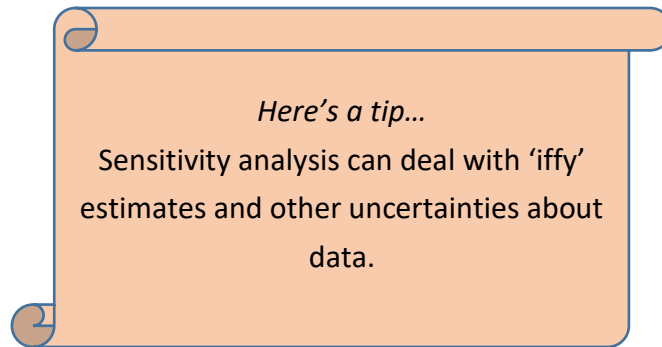 Here’s a tip…
Sensitivity analysis can deal with ‘iffy’
estimates and other uncertainties about
data.